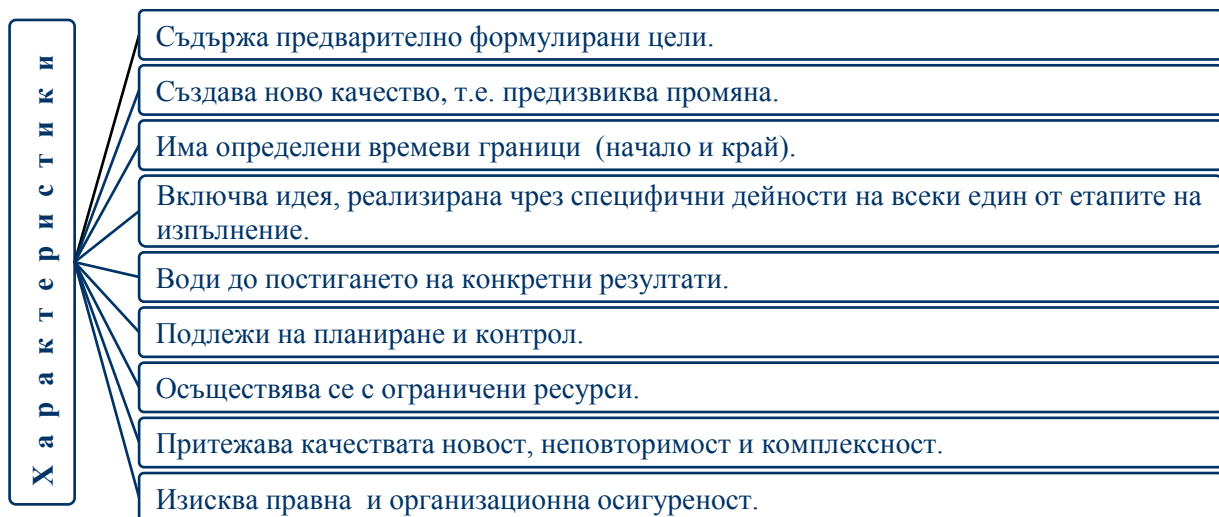 Характеристики
Съдържа предварително формулирани цели.
Създава ново качество, т.е. предизвиква промяна.
Има определени времеви граници (начало и край).
Включва идея, реализирана чрез специфични дейности на всеки един от етапите на
изпълнение.
Води до постигането на конкретни резултати.
Подлежи на планиране и контрол.
Осъществява се с ограничени ресурси.
Притежава качествата новост, неповторимост и комплексност.
Изисква правна и организационна осигуреност.